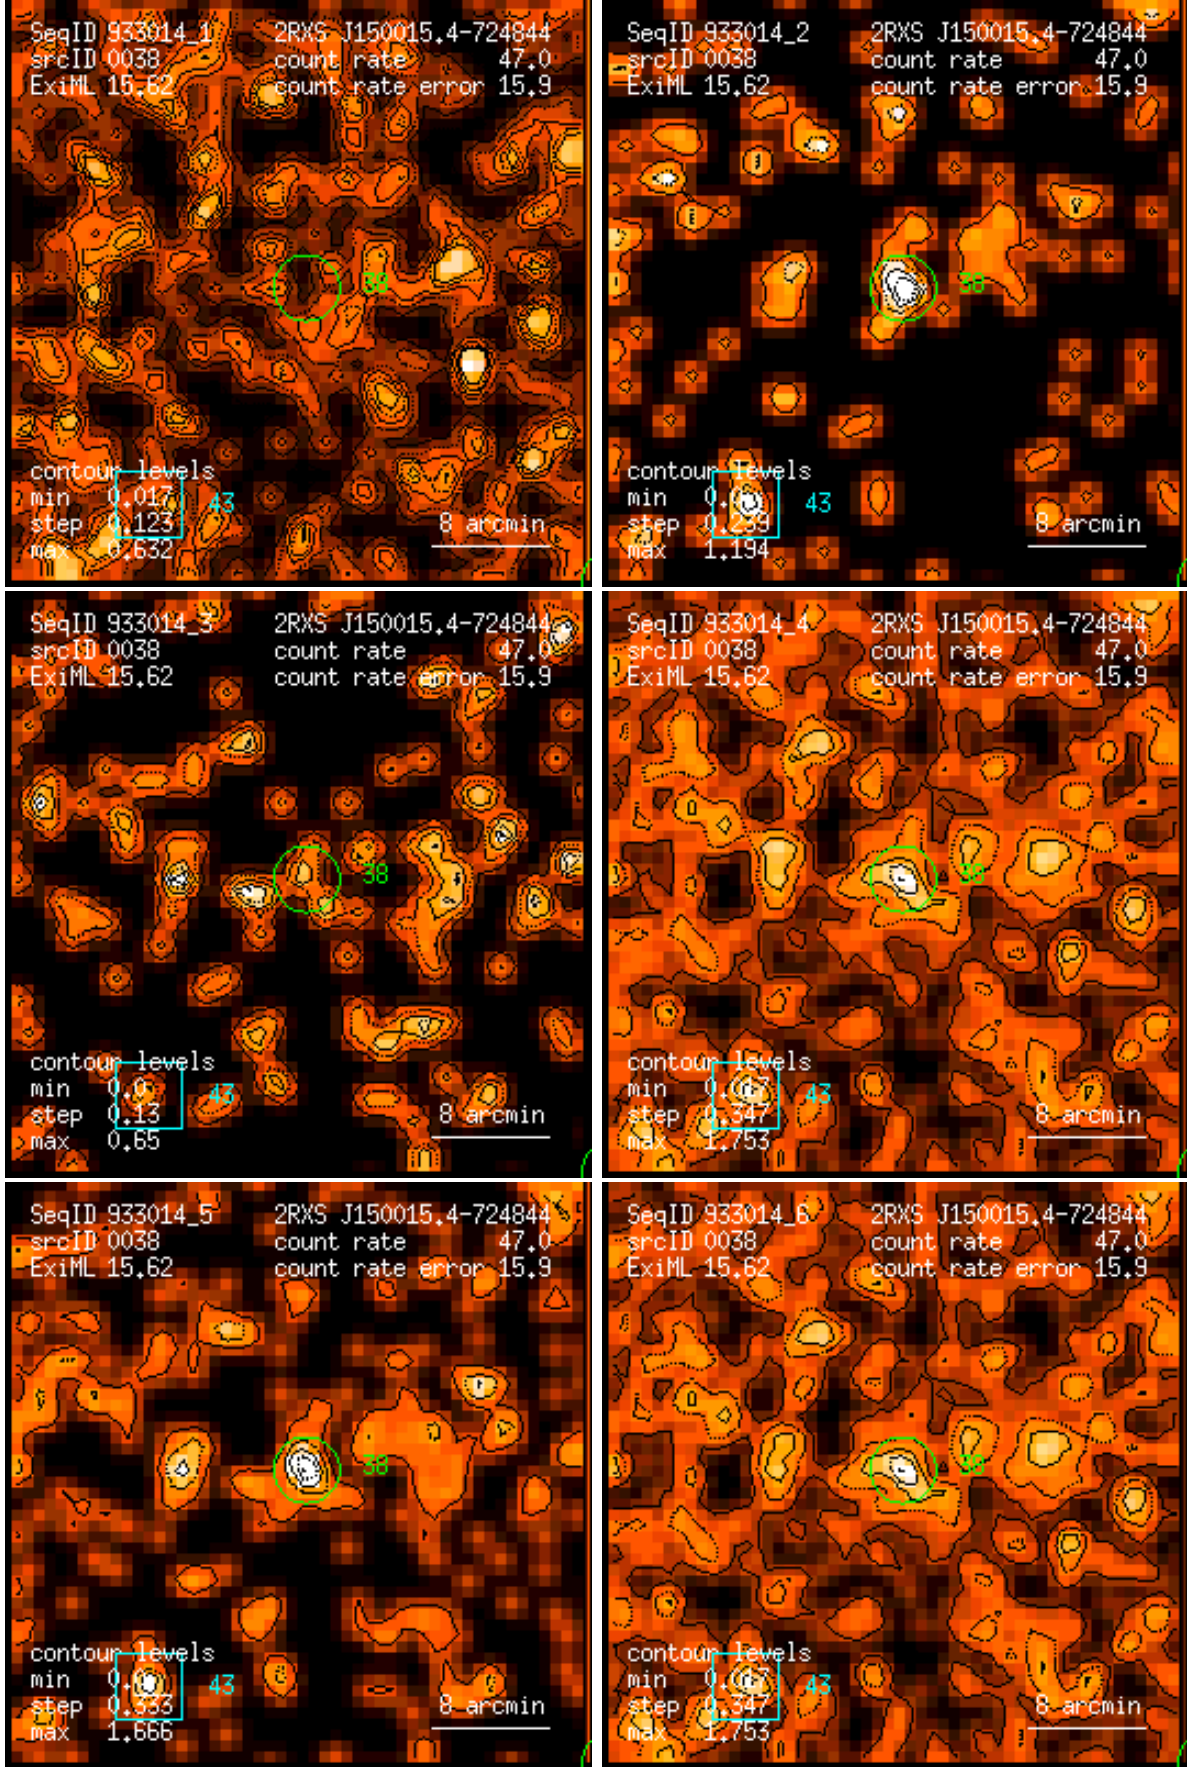 SeqID 933014_1 2RXS J150015.4-724844
srcID 0038 count rate 47.0
ExiML 15.62 count rate error 15.9
38
contour levels
min 0.017
43
step 0.123
8 arcmin
max 0.632
SeqID 933014_2 2RXS J150015.4-724844
srcID 0038 count rate 47.0
ExiML 15.62 count rate error 15.9
38
contour levels
min
43
step 0.239
8 arcmin
max 1.194
SeqID 933014_3 2RXS J150015.4-724844
srcID 0038 count rate 47.0
ExiML 15.62 count rate error 15.9
38
contour levels
min 0.0
43
step 0.13
8 arcmin
max 0.65
SeqID 933014_4 2RXS J150015.4-724844
srcID 0038 count rate 47.0
ExiML 15.62 count rate error 15.9
38
contour levels
min
43
step 0.347
8 arcmin
max 1.753
SeqID 933014_5 2RXS J150015.4-724844
srcID 0038 count rate 47.0
ExiML 15.62 count rate error 15.9
38
contour levels
min
43
step 0.333
8 arcmin
max 1.666
SeqID 933014_6 2RXS J150015.4-724844
srcID 0038 count rate 47.0
ExiML 15.62 count rate error 15.9
38
contour levels
min
43
step 0.347
8 arcmin
max 1.753